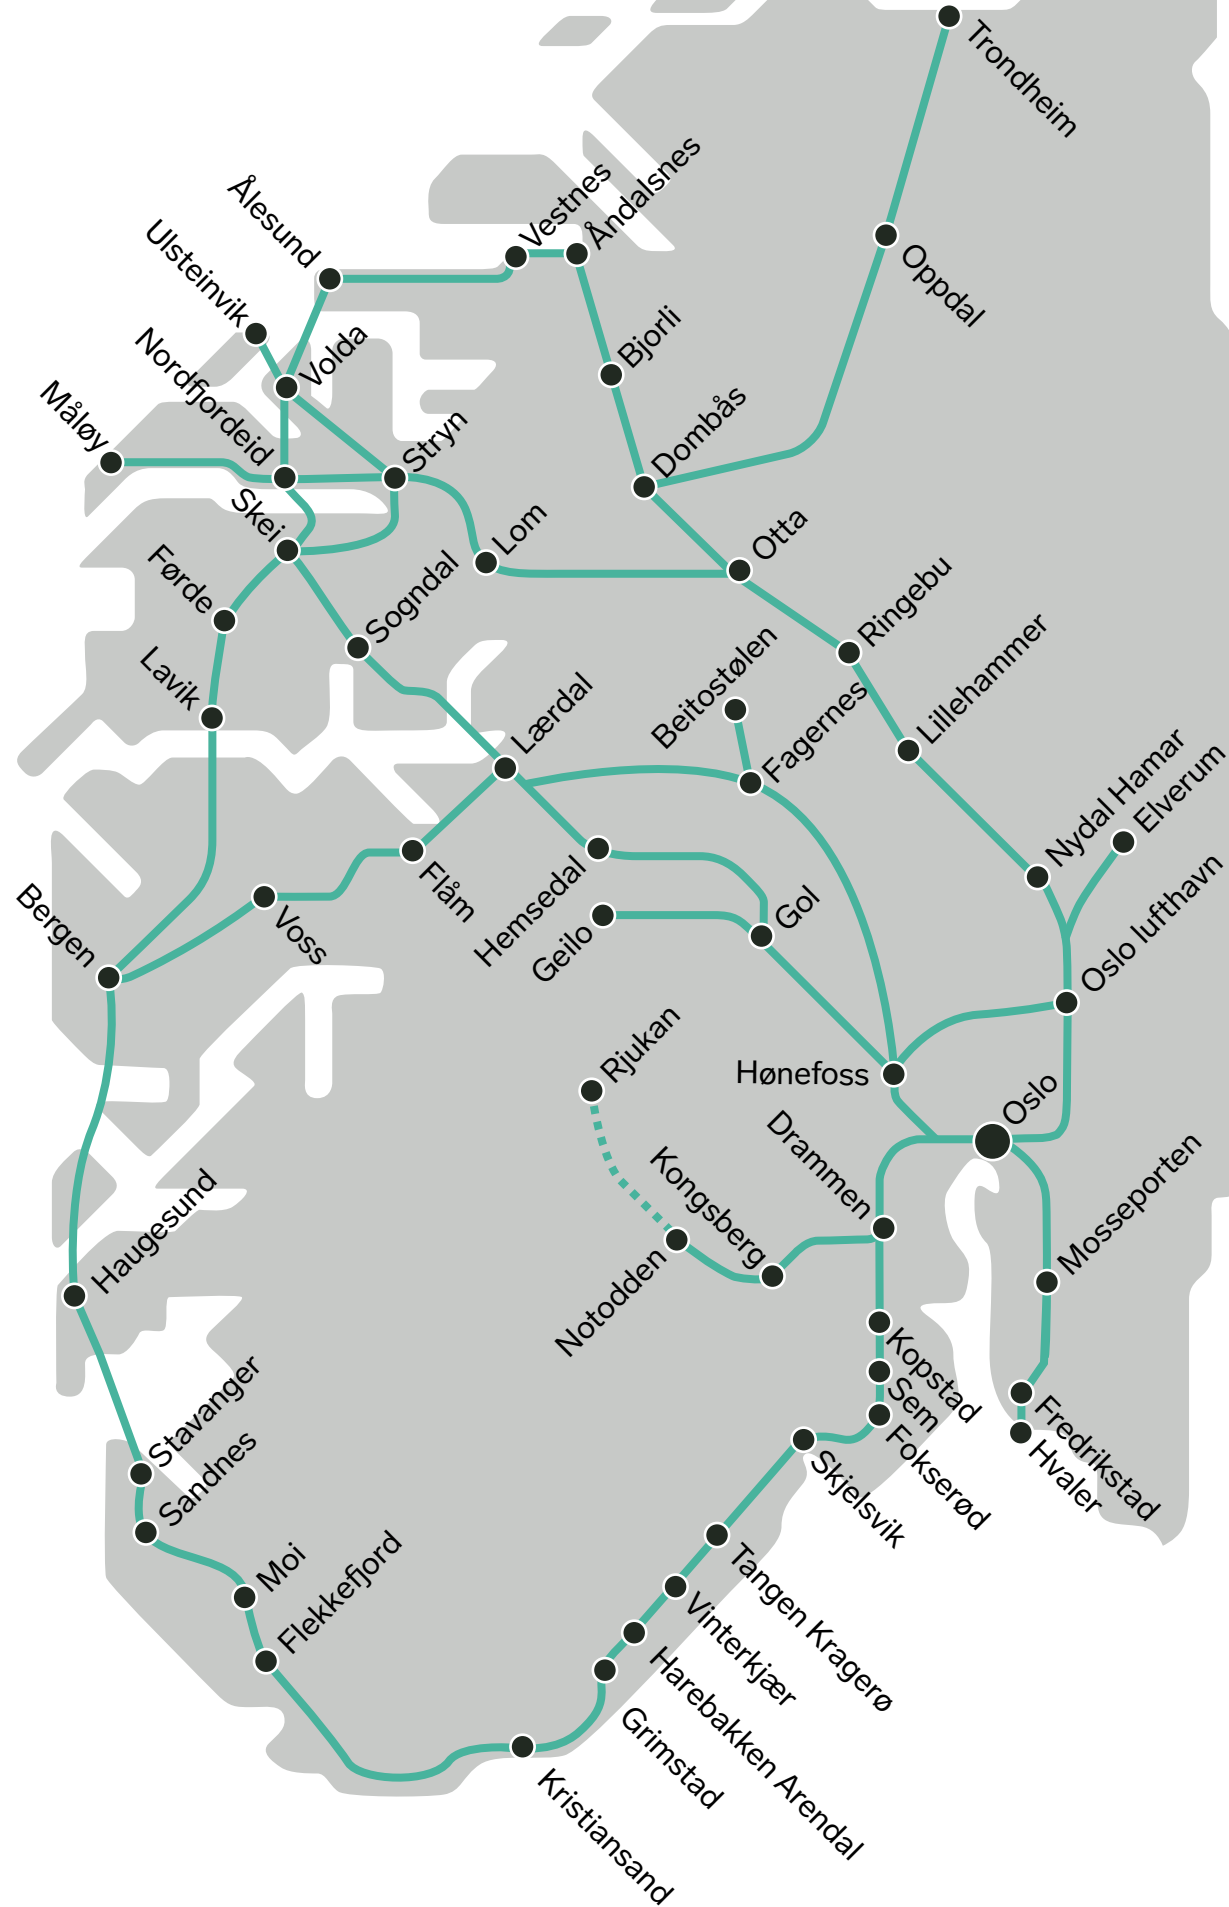 Trondheim
Vestnes
Åndalsnes
Ålesund
Ulsteinvik
Oppdal
Nordfjordeid
Volda
Bjorli
Måløy
Stryn
Dombås
Skei
Lom
Otta
Førde
Sogndal
Ringebu
Lavik
Beitostølen
Lillehammer
Lærdal
Fagernes
Nydal Hamar
Elverum
Bergen
Voss
Flåm
Hemsedal
Geilo
Gol
Oslo lufthavn
Rjukan
Hønefoss
Oslo
Drammen
Kongsberg
Mosseporten
Haugesund
Notodden
Kopstad
Sem
Fokserød
Fredrikstad
Hvaler
Stavanger
Sandnes
Skjelsvik
Moi
Flekkefjord
Tangen Kragerø
Vinterkjær
Harebakken Arendal
Grimstad
Kristiansand